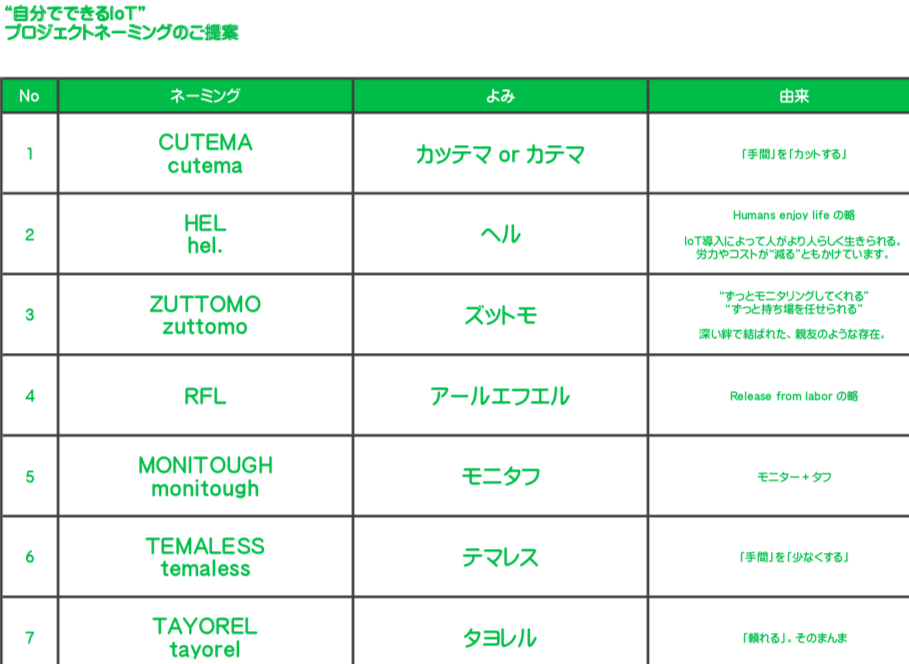 “自分でできるIoT”
プロジェクトネーミングのご提案
No ネーミング よみ 由来
1 CUTEMA カッテマ or カテマ 「手間」を「カットする」
cutema
2 HEL ヘル Humans enjoy life の略
hel. IoT導入によって人がより人らしく生きられる。
労力やコストが“減る”ともかけています。
3 ZUTTOMO ズットモ “ずっとモニタリングしてくれる”
zuttomo “ずっと持ち場を任せられる”
深い絆で結ばれた、親友のような存在。
4 RFL アールエフエル Release from labor の略
5 MONITOUGH モニタフ モニター + タフ
monitough
6 TEMALESS テマレス 「手間」を「少なくする」
temaless
7 TAYOREL タヨレル 「頼れる」。そのまんま
tayorel